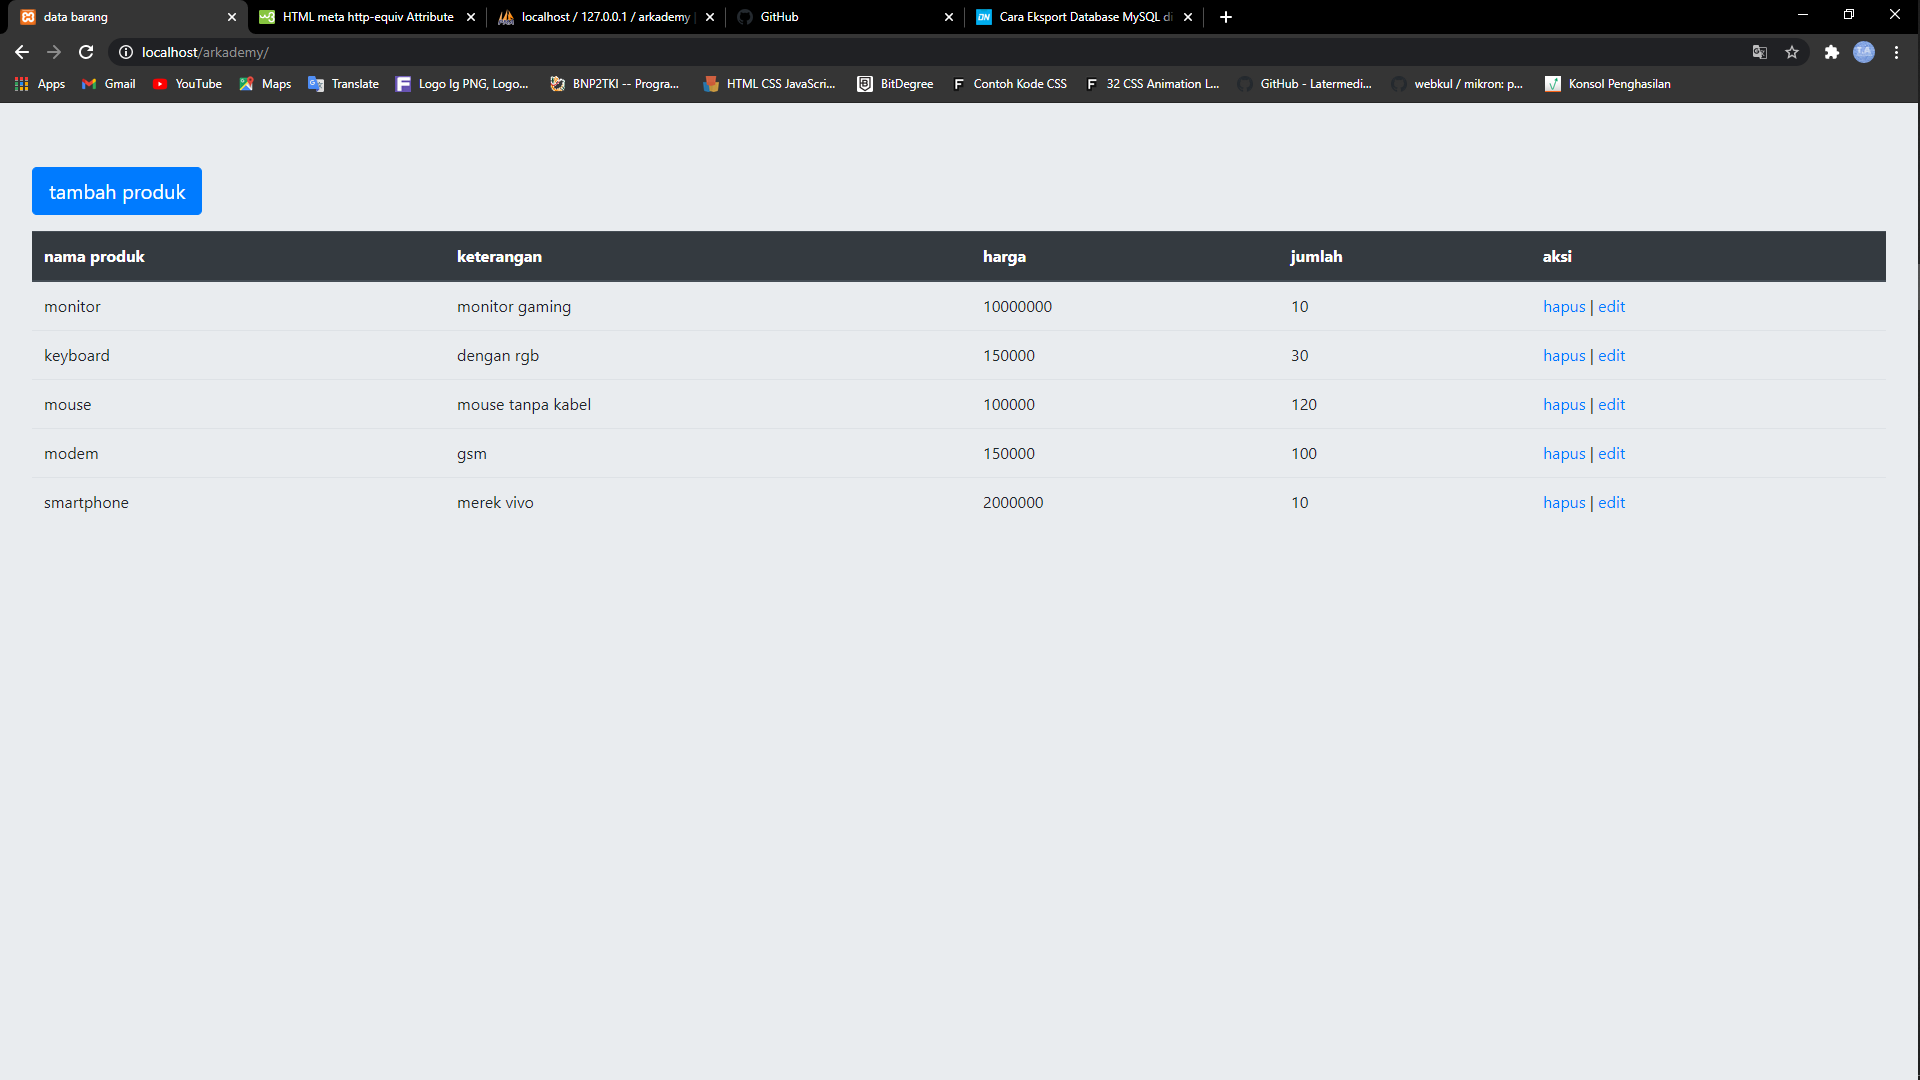 data barang
HTML meta http-equiv Attribute
localhost / 127.0.0.1 / arkademy
GitHub
Cara Eksport Database MySQL di
localhost/arkademy/
Apps Gmail YouTube Maps Translate Logo Ig PNG, Logo... BNP2TKI -- Progra... HTML CSS JavaScri... BitDegree Contoh Kode CSS 32 CSS Animation L... GitHub - Latermedi... webkul / mikron: p... Konsol Penghasilan
tambah produk
nama produk keterangan harga jumlah aksi
monitor monitor gaming 10000000 10 hapus | edit
keyboard dengan rgb 150000 30 hapus | edit
mouse mouse tanpa kabel 100000 120 hapus | edit
modem gsm 150000 100 hapus | edit
smartphone merek vivo 2000000 10 hapus | edit